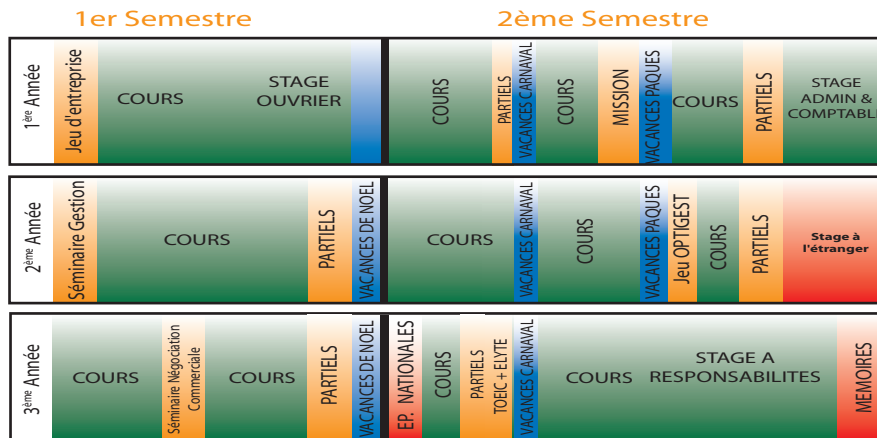 1er Semestre
2ème Semestre
1ère Année
Jeu d'entreprise
COURS
STAGE
OUVRIER
COURS
PARTIELS
VACANCES CARNAVAL
COURS
MISSION
VACANCES PAQUES
COURS
PARTIELS
STAGE
ADMIN &
COMPTABLE
2ème Année
Séminaire Gestion
COURS
PARTIELS
VACANCES DE NOEL
COURS
VACANCES CARNAVAL
COURS
VACANCES PAQUES
Jeu OPTIGEST
COURS
PARTIELS
Stage à
l'étranger
3ème Année
COURS
Séminaire Négociation
Commerciale
COURS
PARTIELS
VACANCES DE NOEL
EP. NATIONALES
COURS
PARTIELS
TOEIC + ELYTE
VACANCES CARNAVAL
COURS
STAGE A
RESPONSABILITES
MEMOIRES